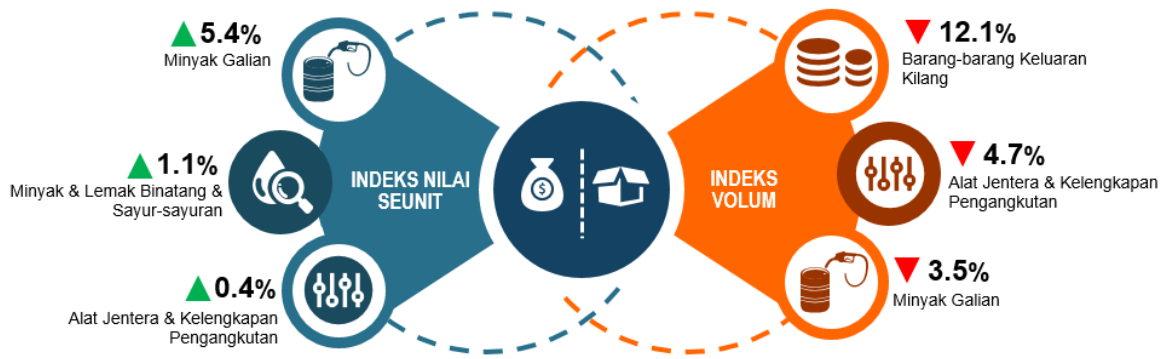 ▲5.4%
Minyak Galian
▲1.1%
Minyak & Lemak Binatang &
Sayur-sayuran
▲0.4%
Alat Jentera & Kelengkapan
Pengangkutan
INDEKS NILAI
SEUNIT
$
INDEKS
VOLUM
▼12.1%
Barang-barang Keluaran
Kilang
▼4.7%
Alat Jentera & Kelengkapan
Pengangkutan
▼3.5%
Minyak Galian